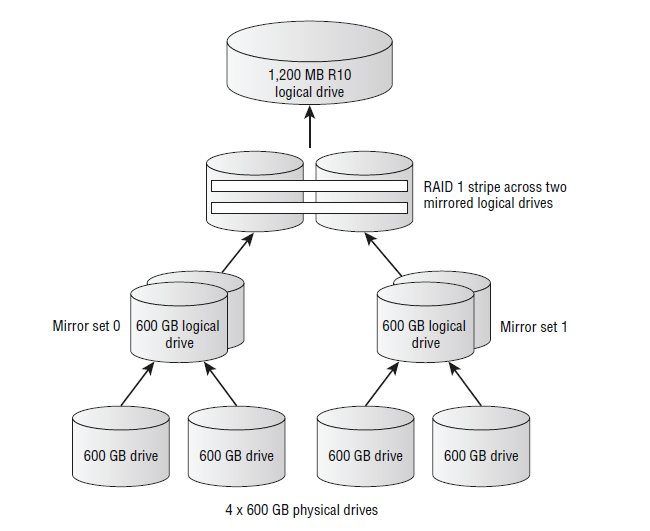 1,200 MB R10
logical drive
RAID 1 stripe across two
mirrored logical drives
Mirror set 0
600 GB logical
drive
600 GB logical
drive
Mirror set 1
600 GB drive
600 GB drive
600 GB drive
600 GB drive
4 x 600 GB physical drives